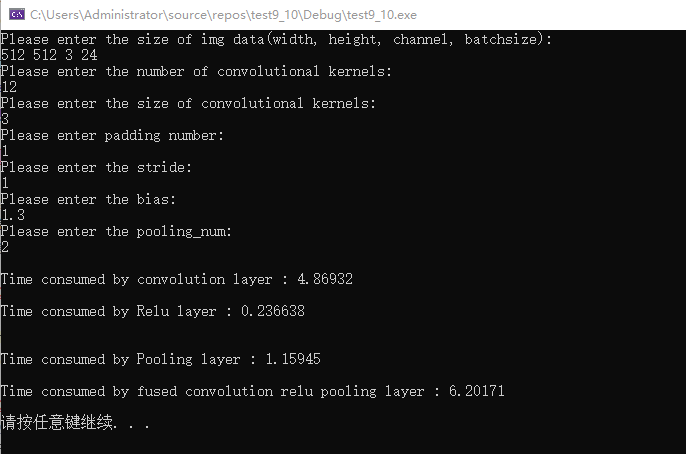 C:\Users\Administrator\source\repos\test9_10\Debug\test9_10.exe
Please enter the size of img data(width, height, channel, batchsize):
512 512 3 24
Please enter the number of convolutional kernels:
12
Please enter the size of convolutional kernels:
3
Please enter padding number:
1
Please enter the stride:
1
Please enter the bias:
1.3
Please enter the pooling_num:
2
Time consumed by convolution layer : 4.86932
Time consumed by Relu layer : 0.236638
Time consumed by Pooling layer : 1.15945
Time consumed by fused convolution relu pooling layer : 6.20171
请按任意键继续. . .